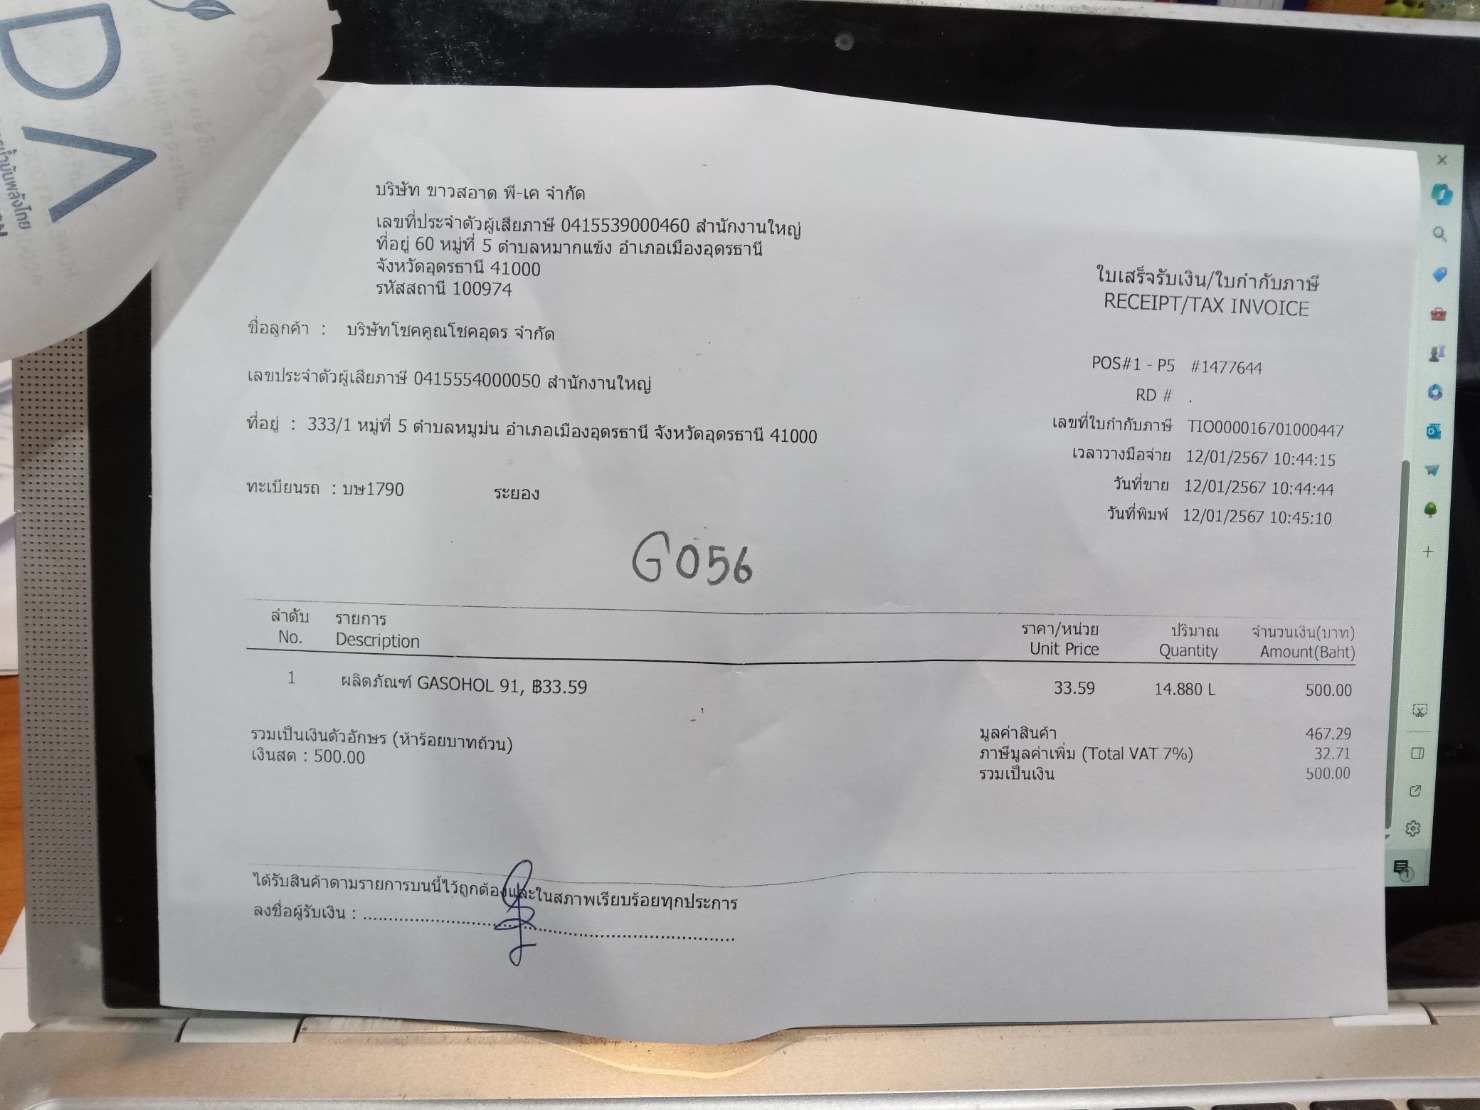 บริษัท ขาวสอาด พี-เค จำกัด
เลขที่ประจำตัวผู้เสียภาษี 0415539000460 สำนักงานใหญ่
ที่อยู่ 60 หมู่ที่ 5 ตำบลหมากแข้ง อำเภอเมืองอุดรธานี
จังหวัดอุดรธานี 41000
รหัสสถานี 100974
ใบเสร็จรับเงิน/ใบกำกับภาษี
RECEIPT/TAX INVOICE
ชื่อลูกค้า : บริษัทโชคคูณโชคอุดร จำกัด
เลขประจำตัวผู้เสียภาษี 0415554000050 สำนักงานใหญ่
ที่อยู่ : 333/1 หมู่ที่ 5 ตำบลหมูม่น อำเภอเมืองอุดรธานี จังหวัดอุดรธานี 41000
ทะเบียนรถ : บษ1790 ระยอง
POS#1 - P5 #1477644
RD # .
เลขที่ใบกำกับภาษี TIO000016701000447
เวลาวางมือจ่าย 12/01/2567 10:44:15
วันที่ขาย 12/01/2567 10:44:44
วันที่พิมพ์ 12/01/2567 10:45:10
G056
ลำดับ รายการ ราคา/หน่วย ปริมาณ จำนวนเงิน(บาท)
No. Description Unit Price Quantity Amount(Baht)
1 ผลิตภัณฑ์ GASOHOL 91, ฿33.59 33.59 14.880 L 500.00
รวมเป็นเงินตัวอักษร (ห้าร้อยบาทถ้วน)
เงินสด : 500.00
มูลค่าสินค้า 467.29
ภาษีมูลค่าเพิ่ม (Total VAT 7%) 32.71
รวมเป็นเงิน 500.00
ได้รับสินค้าตามรายการบนนี้ไว้ถูกต้องและในสภาพเรียบร้อยทุกประการ
ลงชื่อผู้รับเงิน :